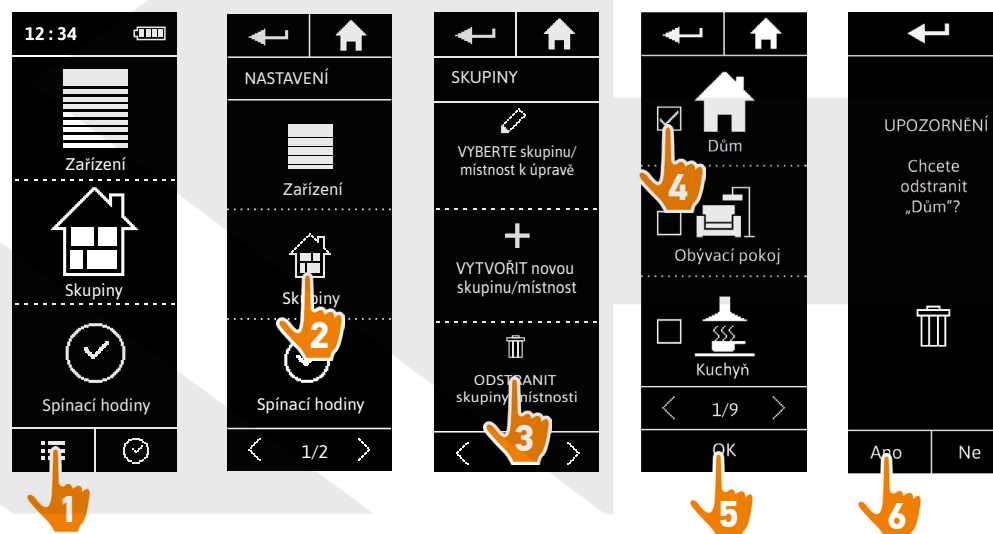 12:34
Zařízení
Skupiny
Spínací hodiny
1
NASTAVENÍ
Zařízení
Skupiny
2
Spínací hodiny
1/2
SKUPINY
VYBERTE skupinu/
místnost k úpravě
VYTVOŘIT novou
skupinu/místnost
ODSTRANIT
skupiny/místnosti
3
Dům
4
Obývací pokoj
Kuchyň
1/9
OK
5
UPOZORNĚNÍ
Chcete
odstranit
„Dům“?
Ano
Ne
6